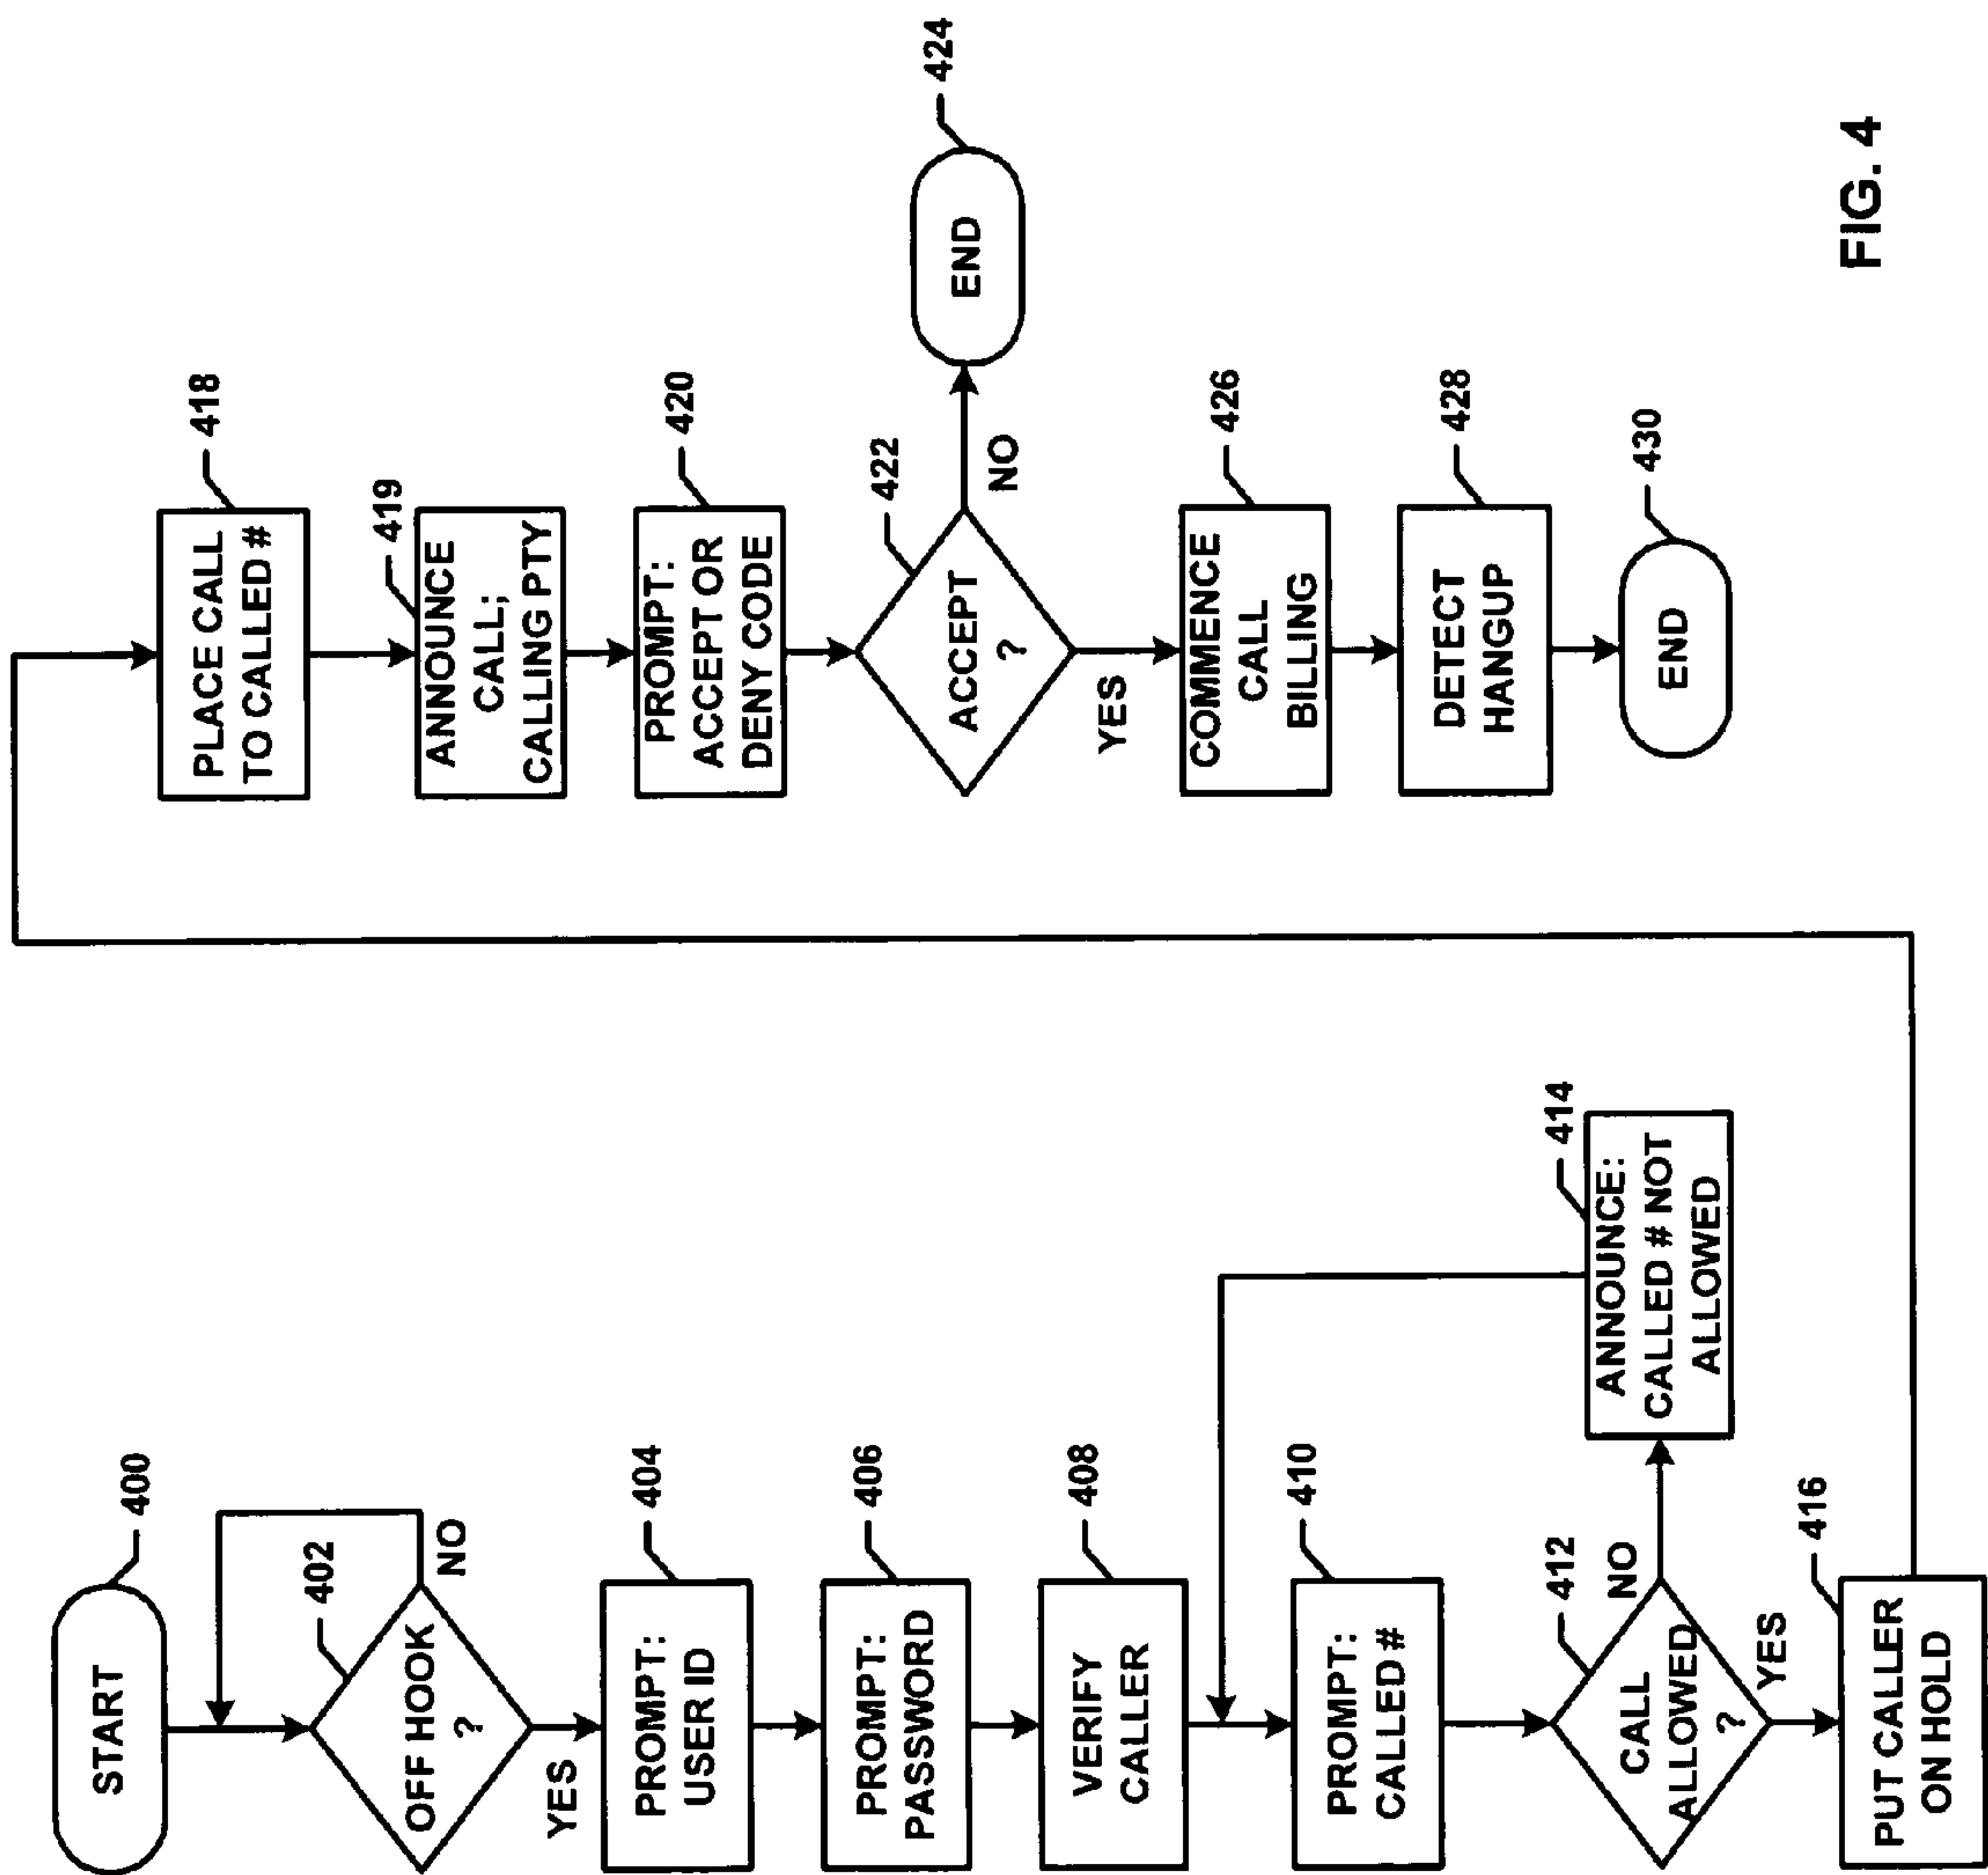 START
400
OFF HOOK
?
402
NO
YES
PROMPT:
USER ID
404
PROMPT:
PASSWORD
406
VERIFY
CALLER
408
PROMPT:
CALLED #
410
CALL
ALLOWED
?
412
NO
YES
ANNOUNCE:
CALLED # NOT
ALLOWED
414
PUT CALLER
ON HOLD
416
PLACE CALL
TO CALLED #
418
ANNOUNCE
CALL;
CALLING PTY
419
PROMPT:
ACCEPT OR
DENY CODE
420
ACCEPT
?
422
NO
YES
END
424
COMMENCE
CALL
BILLING
426
DETECT
HANGUP
428
END
430
FIG. 4